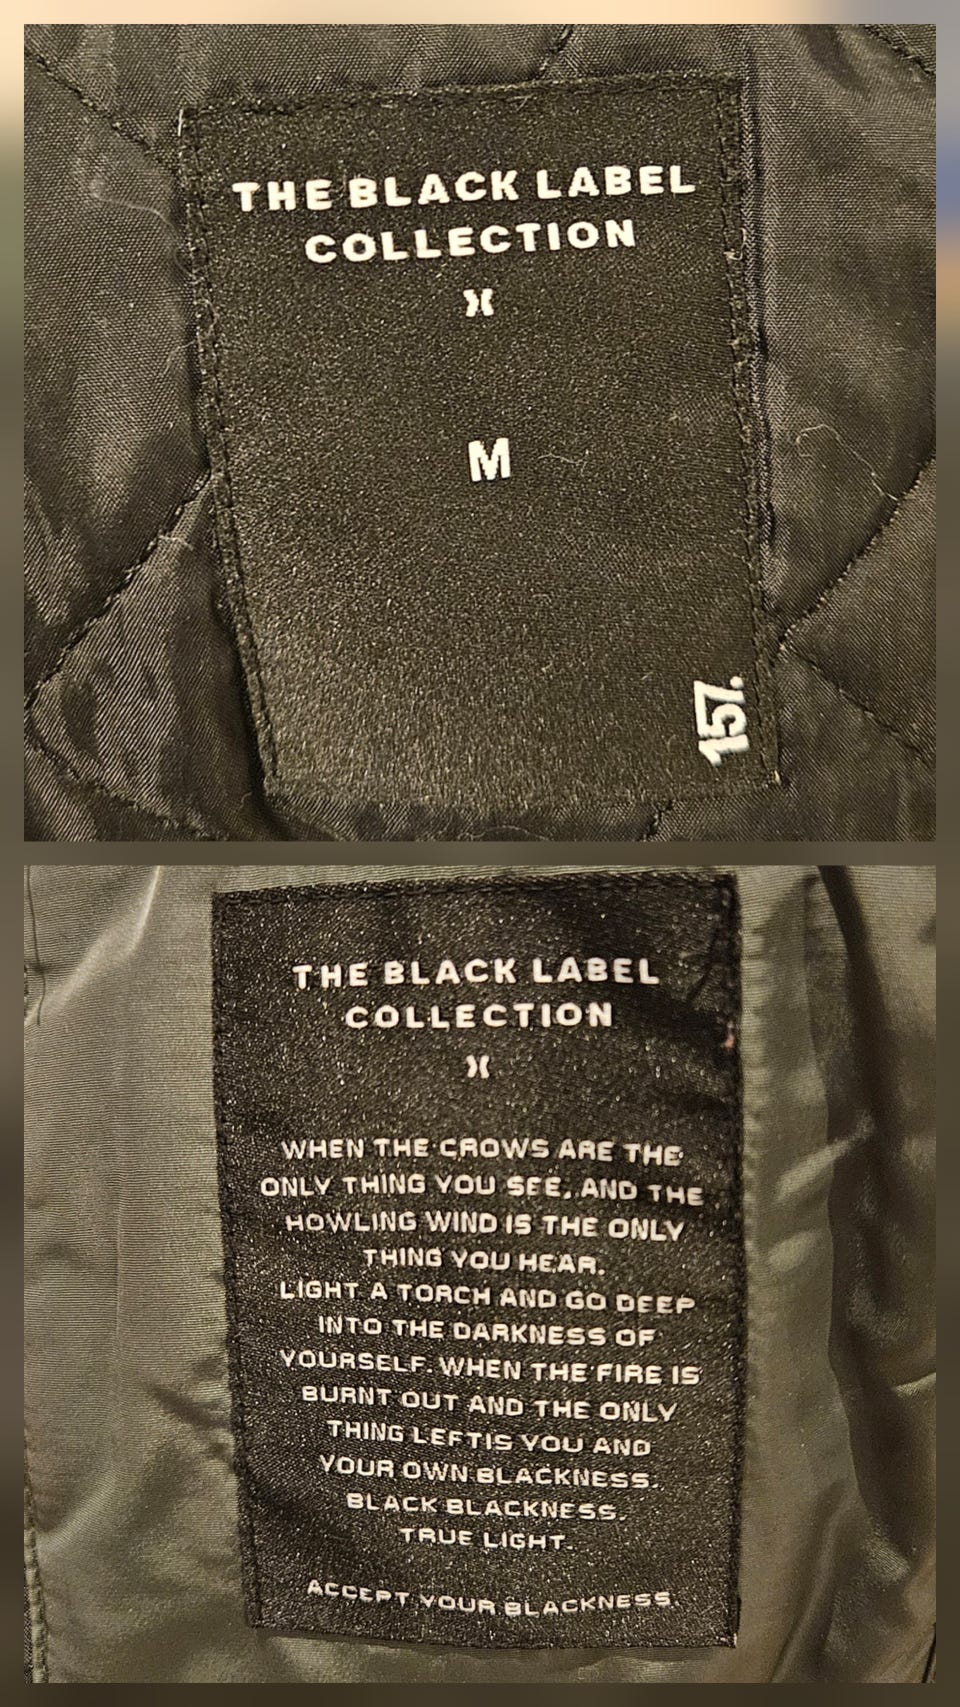 THE BLACK LABEL
COLLECTION
M
157.
THE BLACK LABEL
COLLECTION
WHEN THE CROWS ARE THE
ONLY THING YOU SEE, AND THE
HOWLING WIND IS THE ONLY
THING YOU HEAR.
LIGHT A TORCH AND GO DEEP
INTO THE DARKNESS OF
YOURSELF. WHEN THE FIRE IS
BURNT OUT AND THE ONLY
THING LEFTIS YOU AND
YOUR OWN BLACKNESS.
BLACK BLACKNESS.
TRUE LIGHT.
ACCEPT YOUR BLACKNESS.